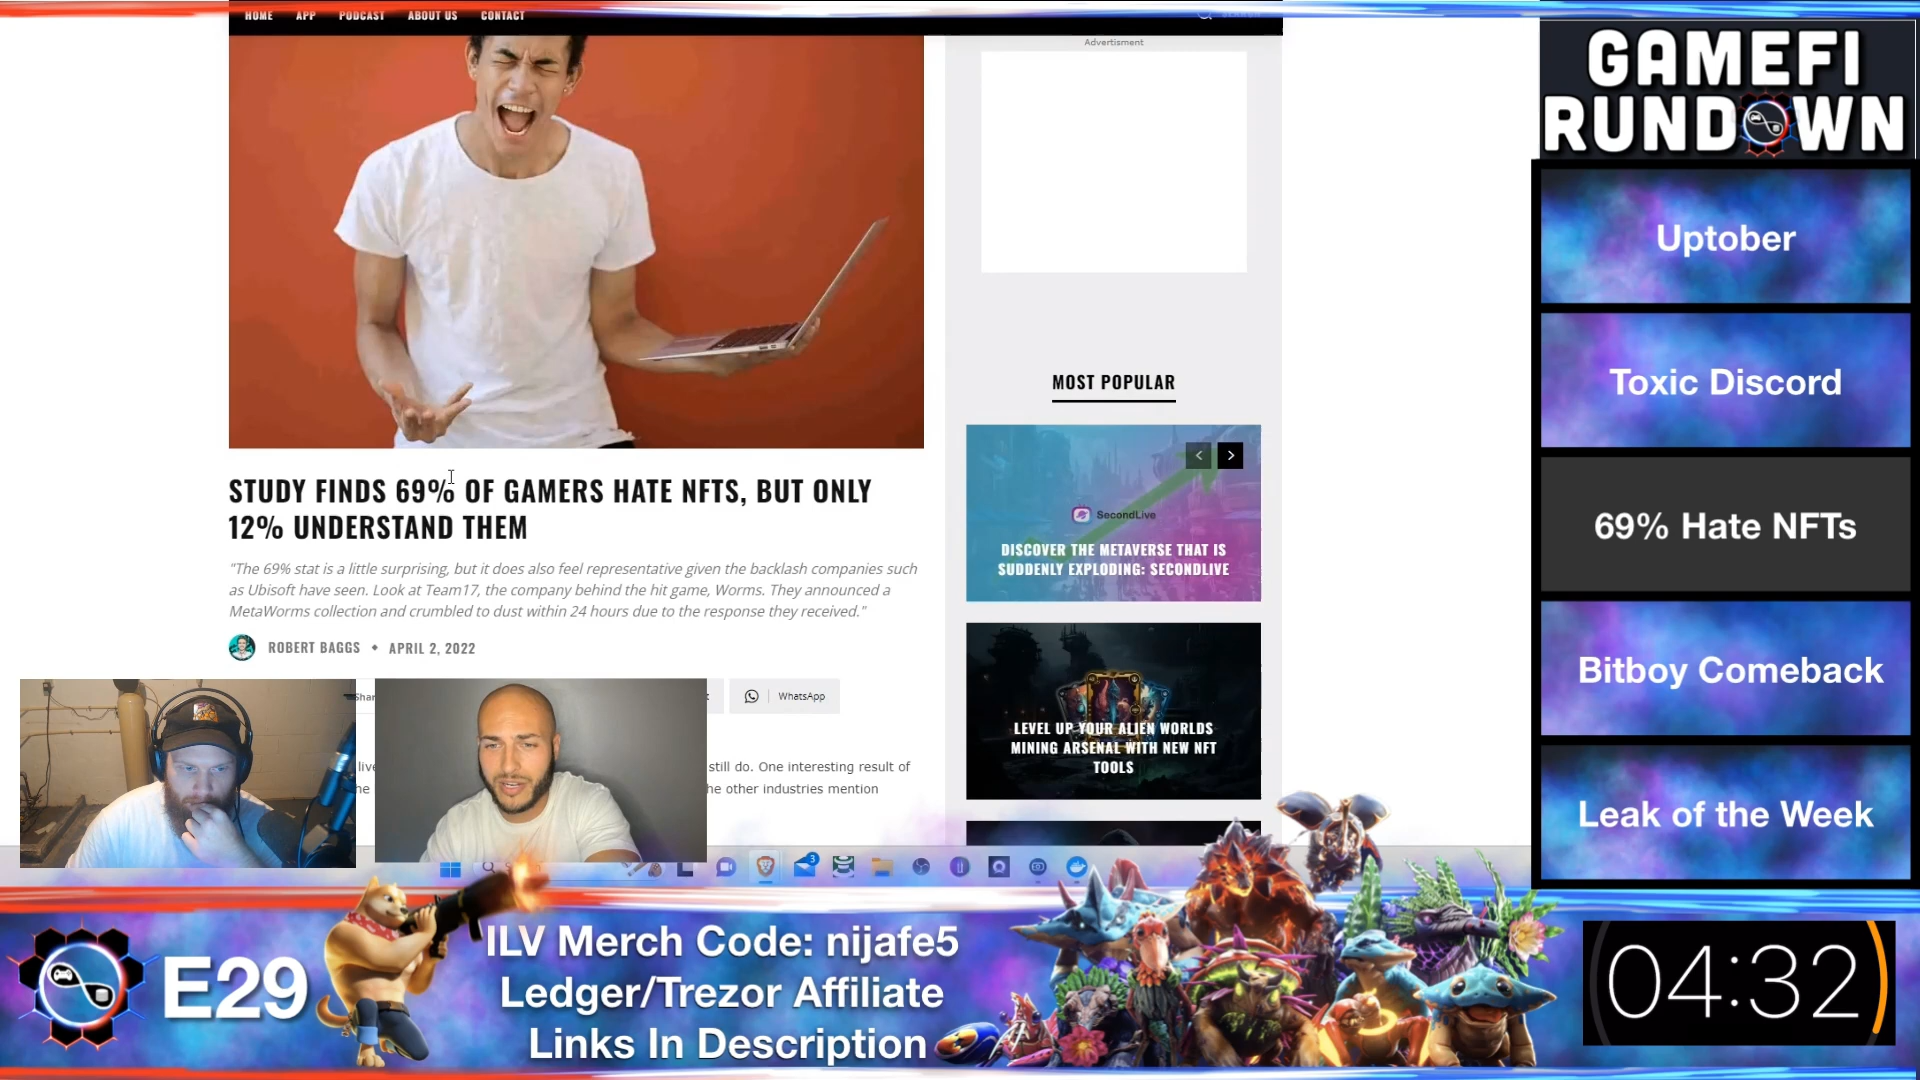 HOME APP PODCAST ABOUT US CONTACT
Advertisment
GAMEFI
RUNDOWN
Uptober
Toxic Discord
69% Hate NFTs
Bitboy Comeback
Leak of the Week
MOST POPULAR
SecondLive
DISCOVER THE METAVERSE THAT IS
SUDDENLY EXPLODING: SECONDLIVE
LEVEL UP YOUR ALIEN WORLDS
MINING ARSENAL WITH NEW NFT
TOOLS
STUDY FINDS 69% OF GAMERS HATE NFTS, BUT ONLY
12% UNDERSTAND THEM
"The 69% stat is a little surprising, but it does also feel representative given the backlash companies such
as Ubisoft have seen. Look at Team17, the company behind the hit game, Worms. They announced a
MetaWorms collection and crumbled to dust within 24 hours due to the response they received."
ROBERT BAGGS ◆ APRIL 2, 2022
WhatsApp
still do. One interesting result of
other industries mention
3
E29
ILV Merch Code: nijafe5
Ledger/Trezor Affiliate
Links In Description
04:32